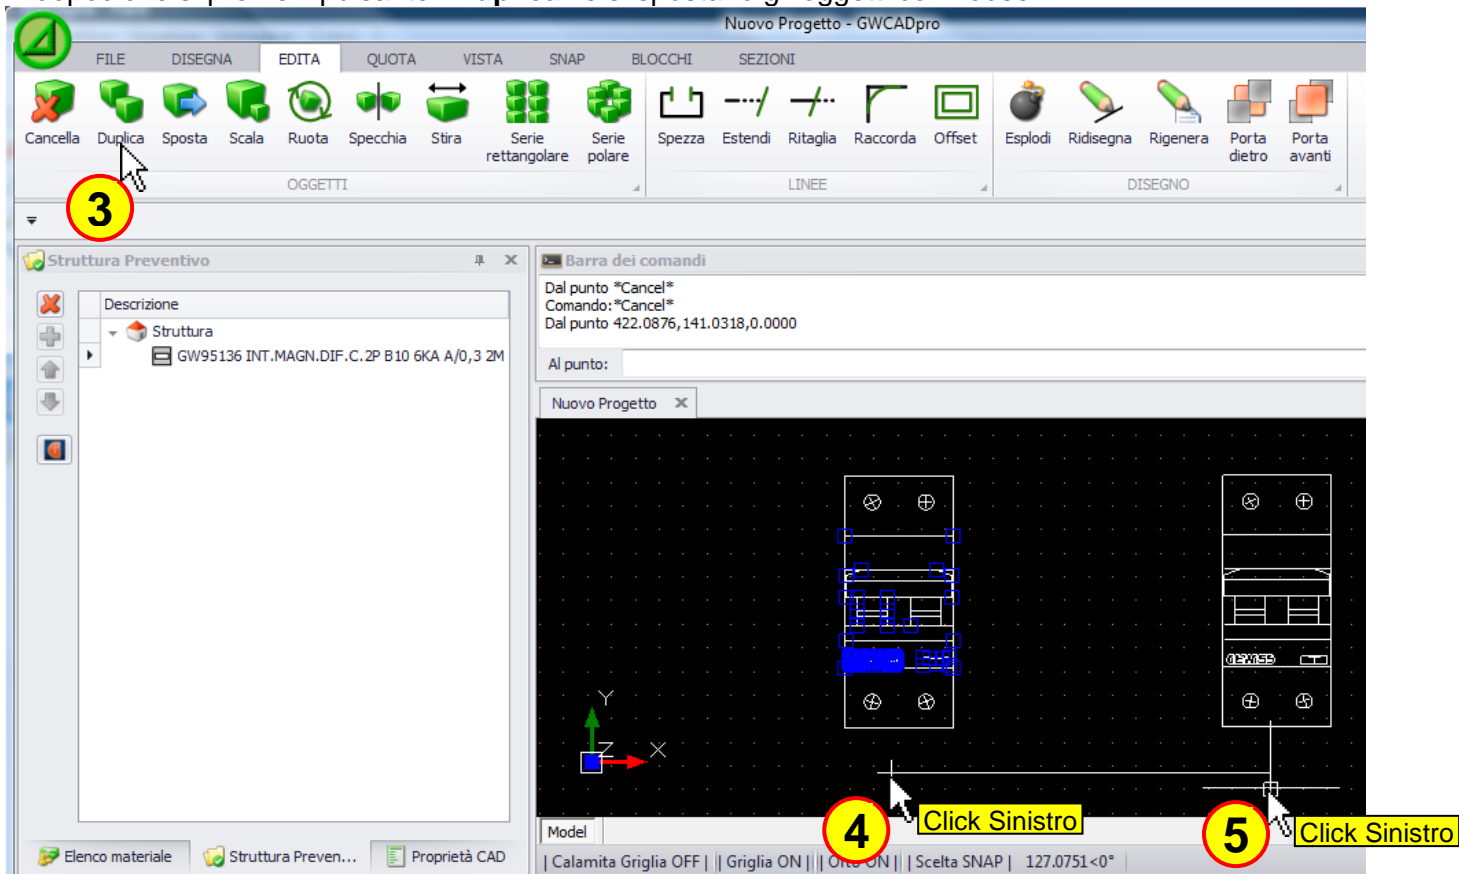 Nuovo Progetto - GWCADpro
FILE DISEGNA EDITA QUOTA VISTA SNAP BLOCCHI SEZIONI
Cancella Duplica Sposta Scala Ruota Specchia Stira Serie rettangolare Serie polare Spezza Estendi Ritaglia Raccorda Offset Esplodi Ridisegna Rigenera Porta dietro Porta avanti
OGGETTI LINEE DISEGNO
3
Struttura Preventivo
Descrizione
Struttura
GW95136 INT.MAGN.DIF.C.2P B10 6KA A/0,3 2M
Barra dei comandi
Dal punto *Cancel*
Comando:*Cancel*
Dal punto 422.0876,141.0318,0.0000
Al punto:
Nuovo Progetto
GEWISS
Y
Z X
4 Click Sinistro
5 Click Sinistro
Model
Elenco materiale Struttura Preven... Proprietà CAD
| Calamita Griglia OFF | | Griglia ON | | Orto ON | | Scelta SNAP | 127.0751<0°